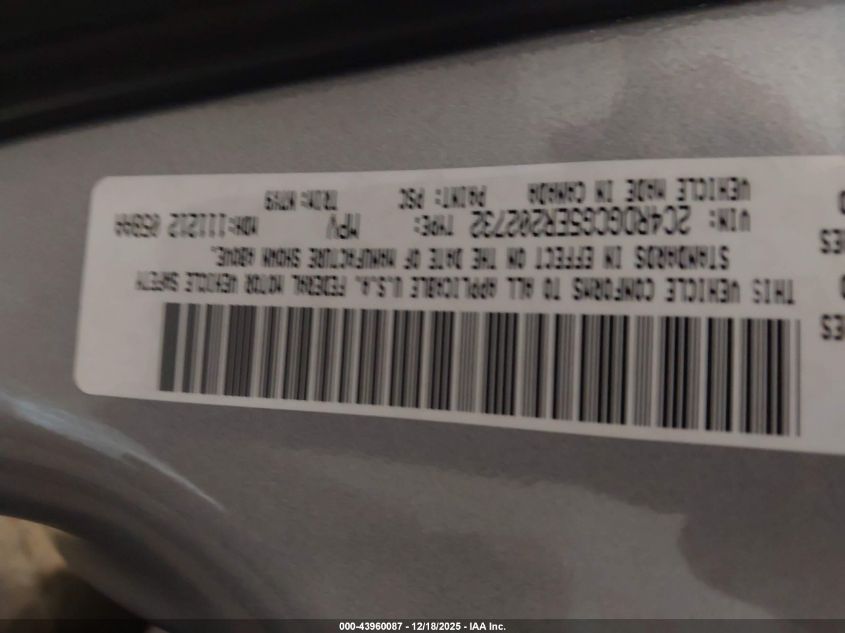 THIS VEHICLE CONFORMS TO ALL APPLICABLE U.S.A. FEDERAL MOTOR VEHICLE SAFETY
STANDARDS IN EFFECT ON THE DATE OF MANUFACTURE SHOWN ABOVE.
VIN: 2C4RDGCG5ER202732 TYPE: MPV MDH:111212 059AA
VEHICLE MADE IN CANADA PAINT: PSC TRIM:M7X9
000-43960087 - 12/18/2025 - IAA Inc.